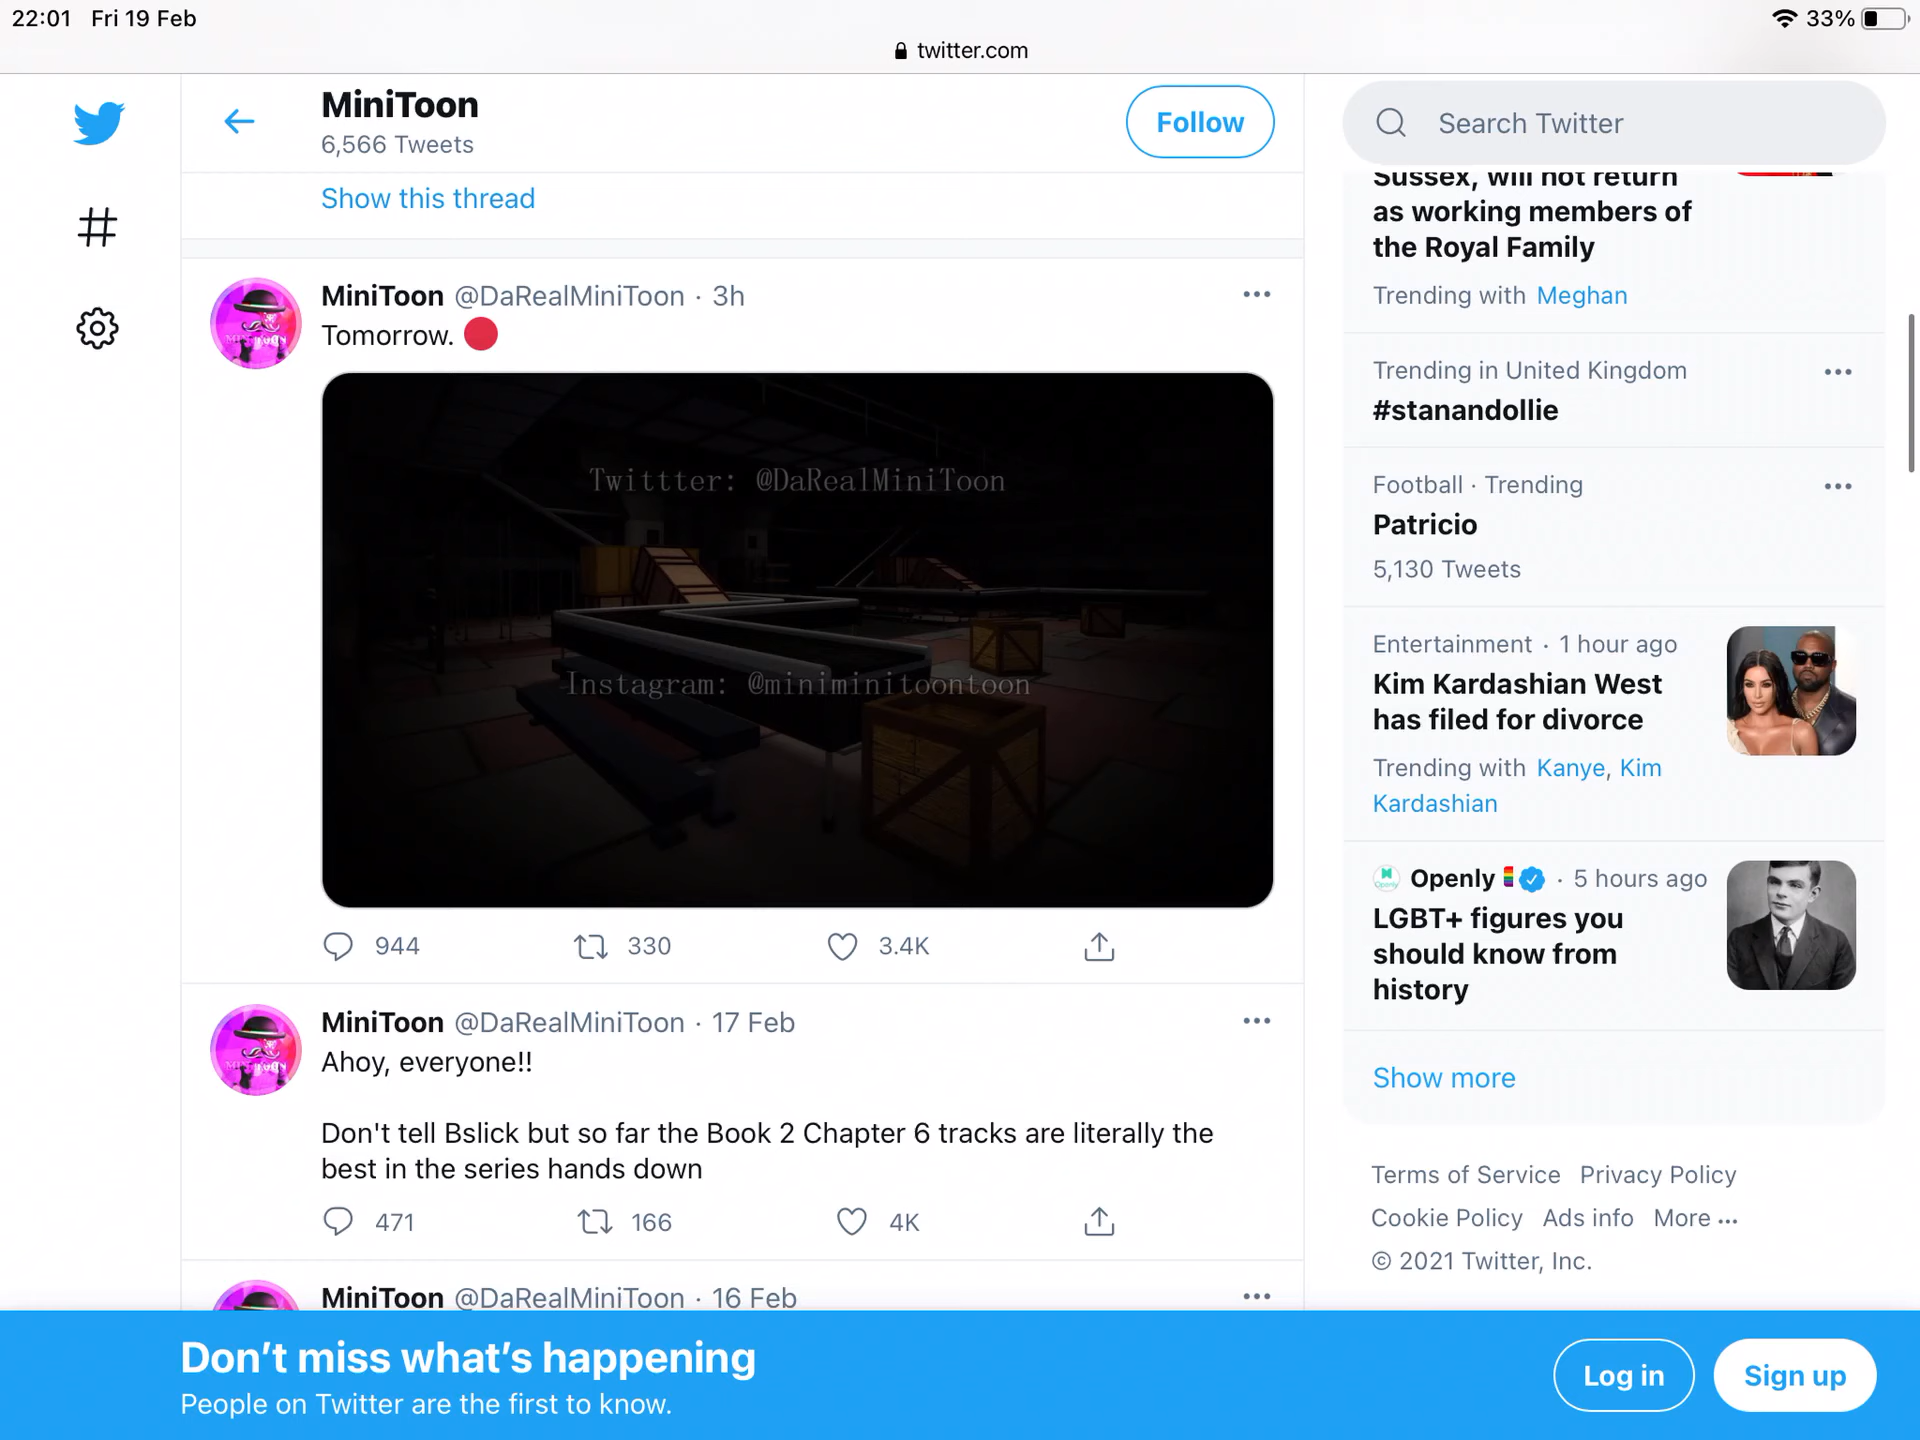 22:01 Fri 19 Feb
33%
twitter.com
MiniToon
6,566 Tweets
Follow
Show this thread
MiniToon @DaRealMiniToon · 3h
Tomorrow.
Twittter: @DaRealMiniToon
Instagram: @miniminitoontoon
944 330 3.4K
MiniToon @DaRealMiniToon · 17 Feb
Ahoy, everyone!!
Don't tell Bslick but so far the Book 2 Chapter 6 tracks are literally the
best in the series hands down
471 166 4K
MiniToon @DaRealMiniToon · 16 Feb
Search Twitter
Sussex, will not return
as working members of
the Royal Family
Trending with Meghan
Trending in United Kingdom
#stanandollie
Football · Trending
Patricio
5,130 Tweets
Entertainment · 1 hour ago
Kim Kardashian West
has filed for divorce
Trending with Kanye, Kim
Kardashian
Openly · 5 hours ago
LGBT+ figures you
should know from
history
Show more
Terms of Service Privacy Policy
Cookie Policy Ads info More ···
© 2021 Twitter, Inc.
Don't miss what's happening
People on Twitter are the first to know.
Log in
Sign up